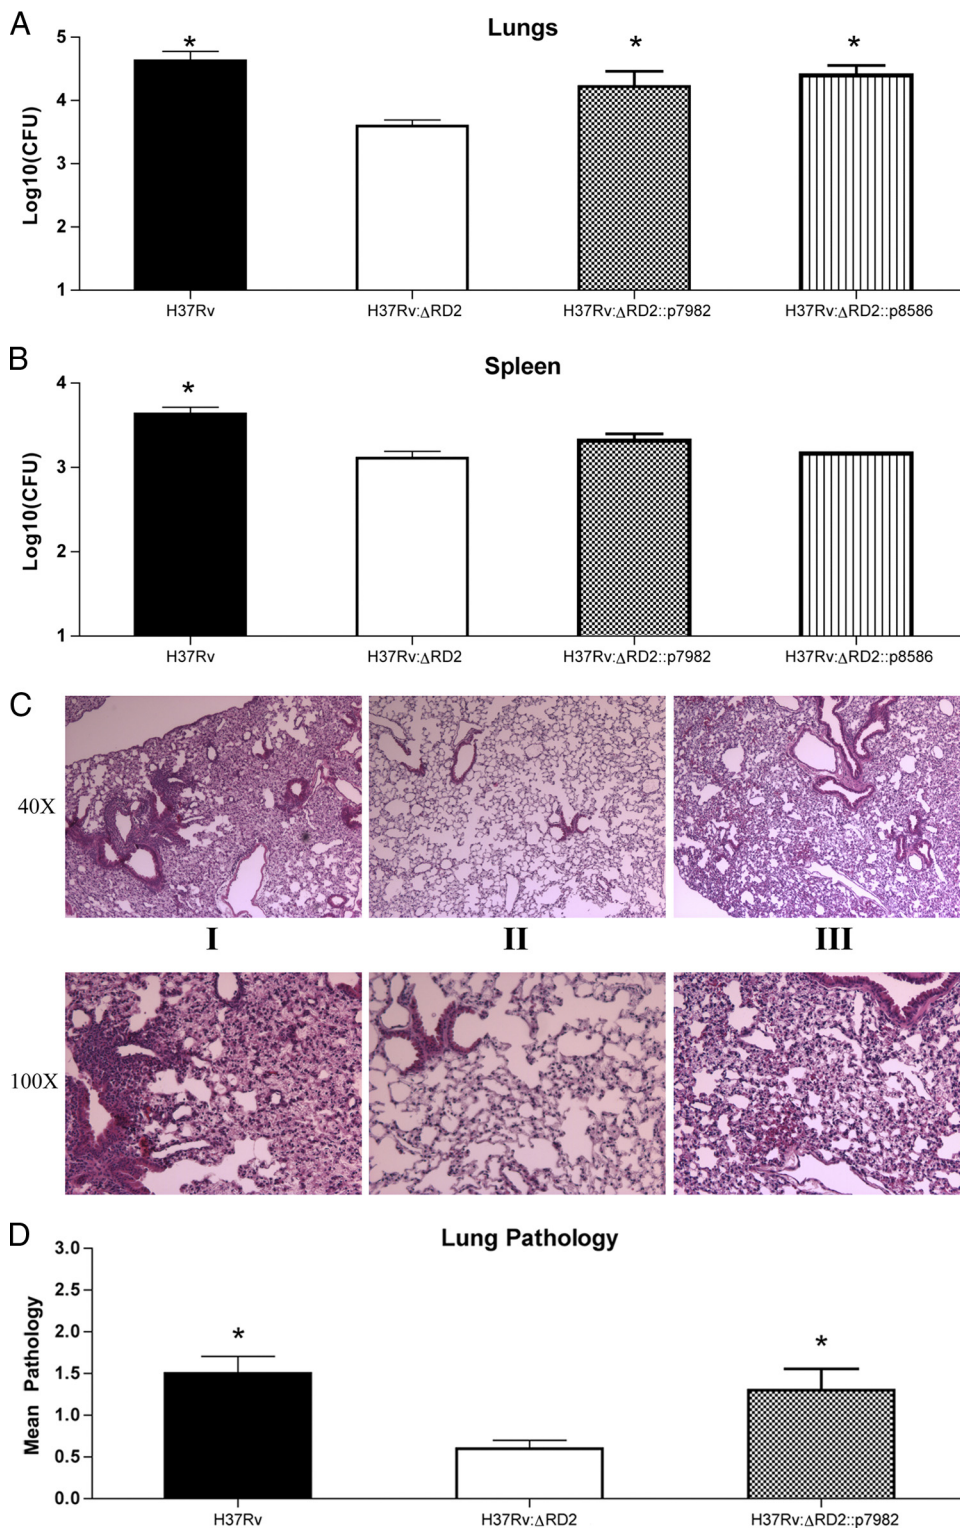 A
Lungs
Log10(CFU)
5
4
3
2
1
*
*
*
H37Rv
H37Rv:ΔRD2
H37Rv:ΔRD2::p7982
H37Rv:ΔRD2::p8586
B
Spleen
Log10(CFU)
4
3
2
1
*
H37Rv
H37Rv:ΔRD2
H37Rv:ΔRD2::p7982
H37Rv:ΔRD2::p8586
C
40X
I
II
III
100X
D
Lung Pathology
Mean Pathology
3.0
2.5
2.0
1.5
1.0
0.5
0.0
*
*
H37Rv
H37Rv:ΔRD2
H37Rv:ΔRD2::p7982